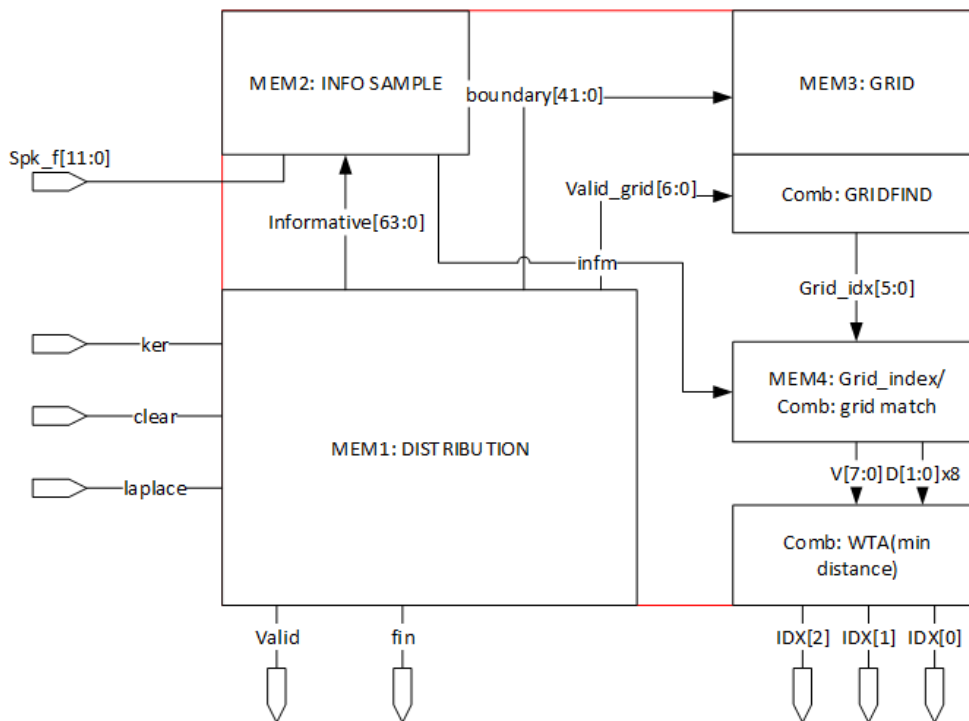 MEM2: INFO SAMPLE
MEM3: GRID
boundary[41:0]
Spk_f[11:0]
Valid_grid[6:0]
Comb: GRIDFIND
Informative[63:0]
infm
Grid_idx[5:0]
ker
MEM4: Grid_index/
Comb: grid match
clear
MEM1: DISTRIBUTION
V[7:0] D[1:0]x8
laplace
Comb: WTA(min
distance)
Valid
fin
IDX[2]
IDX[1]
IDX[0]